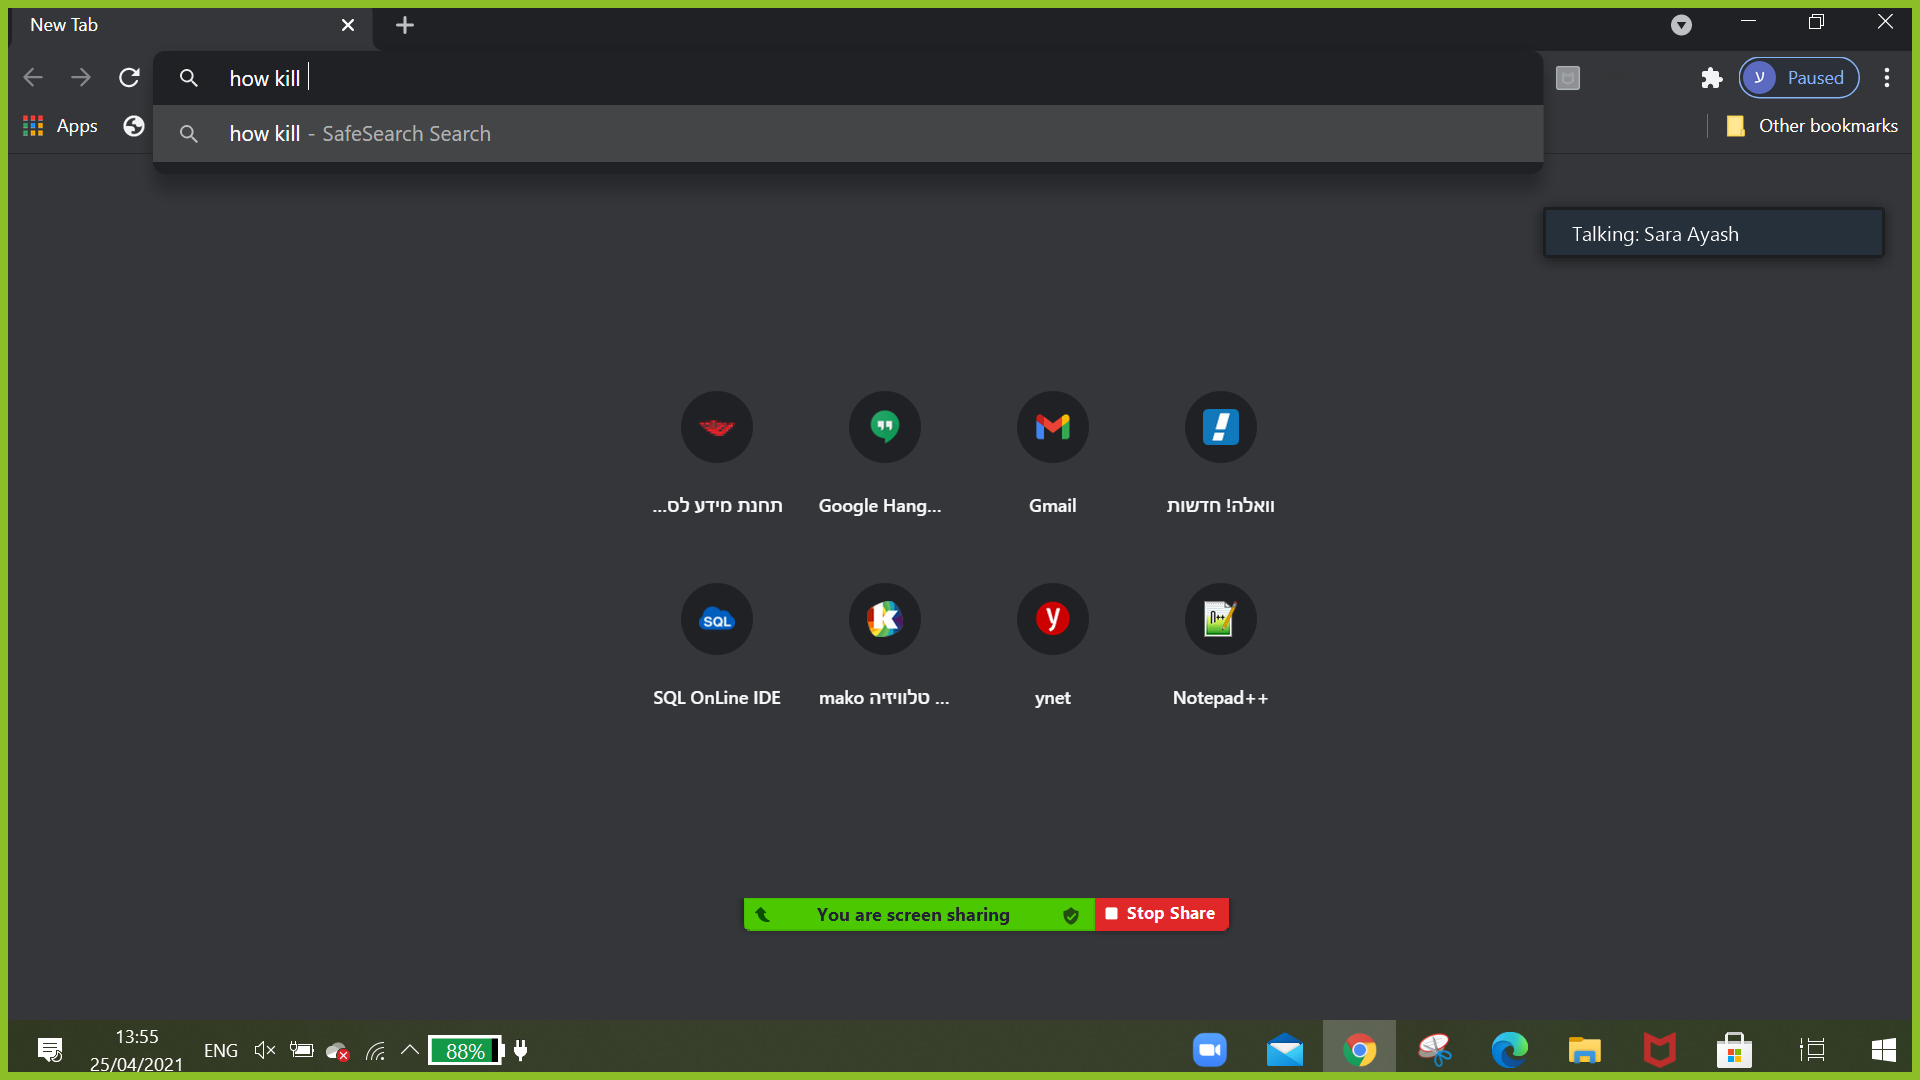 New Tab
how kill
Paused
how kill - SafeSearch Search
Apps
Other bookmarks
Talking: Sara Ayash
תחנת מידע לס...
Google Hang...
Gmail
וואלה! חדשות
SQL
SQL OnLine IDE
mako טלוויזיה ...
ynet
Notepad++
You are screen sharing
Stop Share
13:55
25/04/2021
ENG
88%